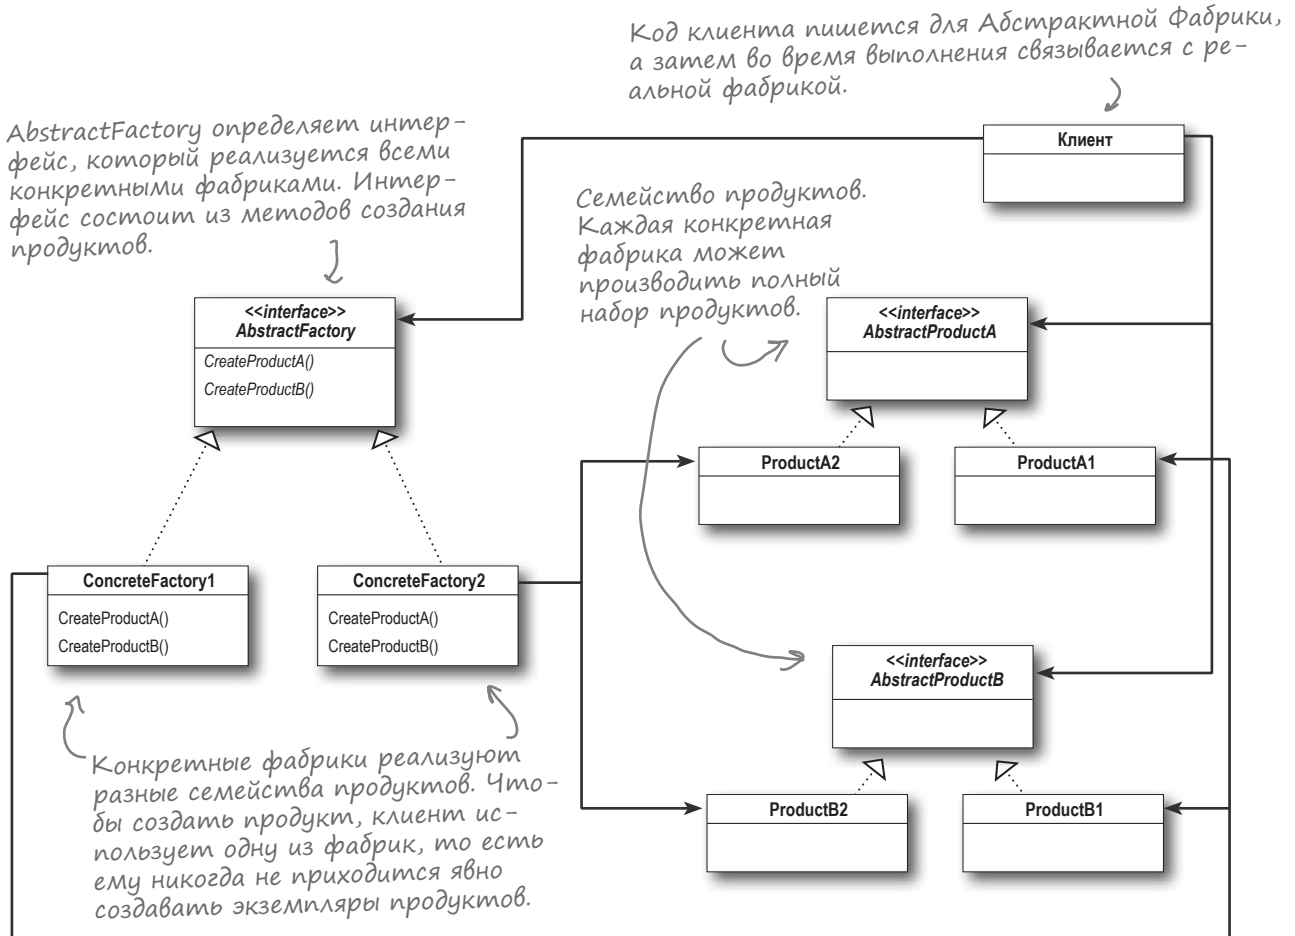 Код клиента пишется для Абстрактной Фабрики,
а затем во время выполнения связывается с ре-
альной фабрикой.
AbstractFactory определяет интер-
фейс, который реализуется всеми
конкретными фабриками. Интер-
фейс состоит из методов создания
продуктов.
Клиент
Семейство продуктов.
Каждая конкретная
фабрика может
производить полный
набор продуктов.
<<interface>>
AbstractFactory
CreateProductA()
CreateProductB()
<<interface>>
AbstractProductA
ProductA2
ProductA1
ConcreteFactory1
CreateProductA()
CreateProductB()
ConcreteFactory2
CreateProductA()
CreateProductB()
<<interface>>
AbstractProductB
ProductB2
ProductB1
Конкретные фабрики реализуют
разные семейства продуктов. Что-
бы создать продукт, клиент ис-
пользует одну из фабрик, то есть
ему никогда не приходится явно
создавать экземпляры продуктов.